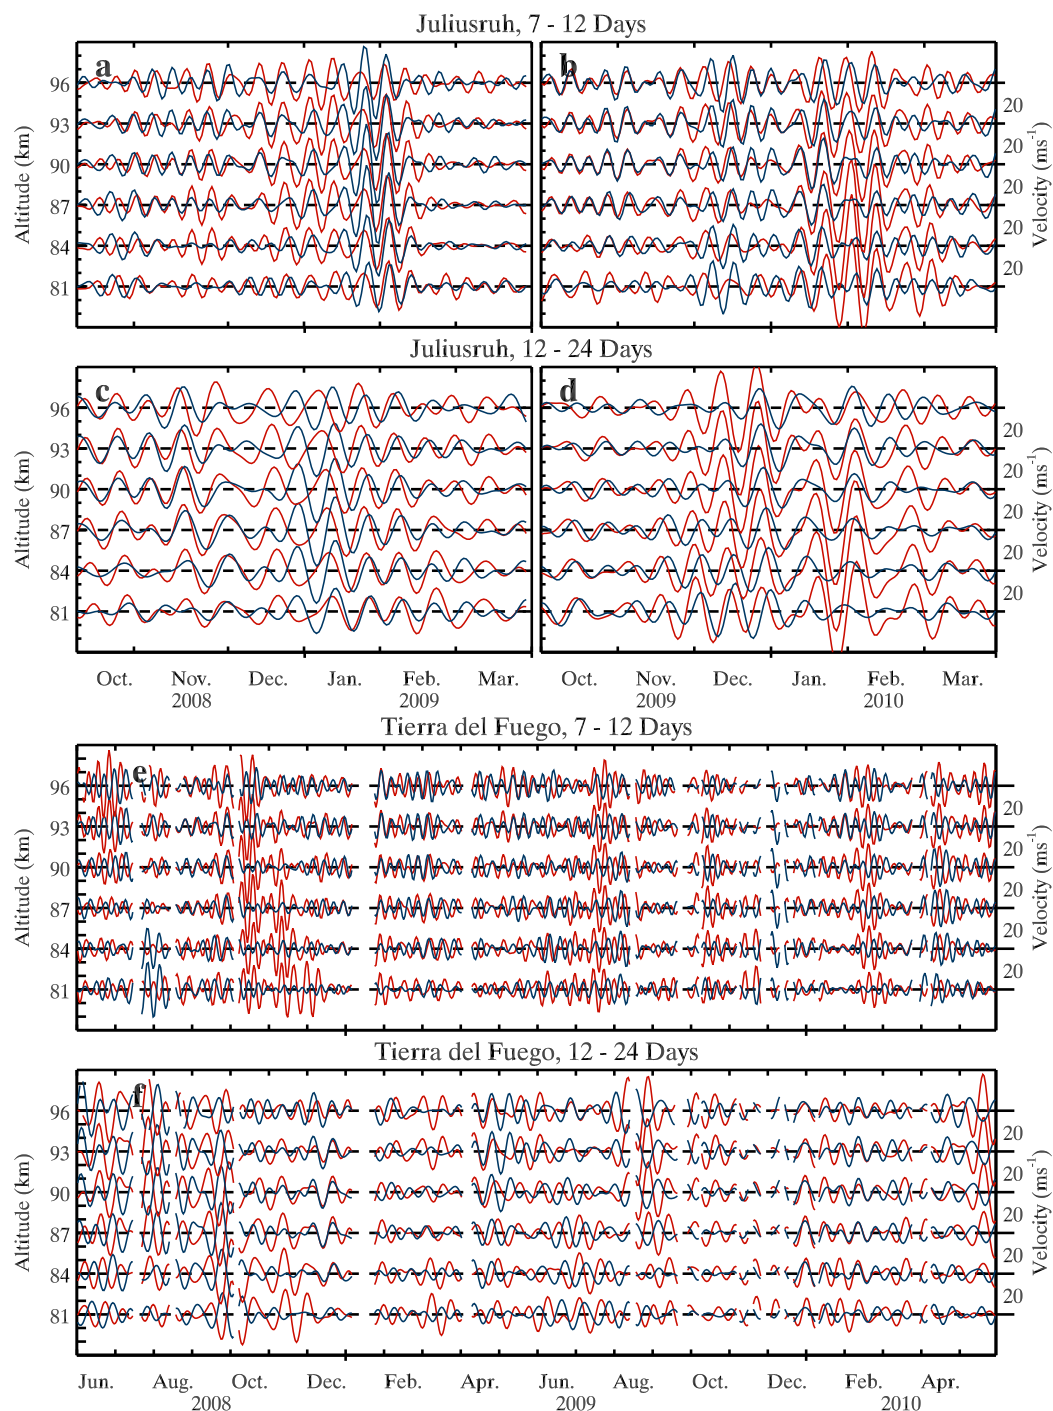 Juliusruh, 7 - 12 Days
a
b
96
93
90
87
84
81
Altitude (km)
20
20
20
20
20
Velocity (ms-1)
Juliusruh, 12 - 24 Days
c
d
96
93
90
87
84
81
Altitude (km)
20
20
20
20
20
Velocity (ms-1)
Oct. Nov. Dec. Jan. Feb. Mar. Oct. Nov. Dec. Jan. Feb. Mar.
2008 2009 2009 2010
Tierra del Fuego, 7 - 12 Days
e
96
93
90
87
84
81
Altitude (km)
20
20
20
20
20
Velocity (ms-1)
Tierra del Fuego, 12 - 24 Days
f
96
93
90
87
84
81
Altitude (km)
20
20
20
20
20
Velocity (ms-1)
Jun. Aug. Oct. Dec. Feb. Apr. Jun. Aug. Oct. Dec. Feb. Apr.
2008 2009 2010